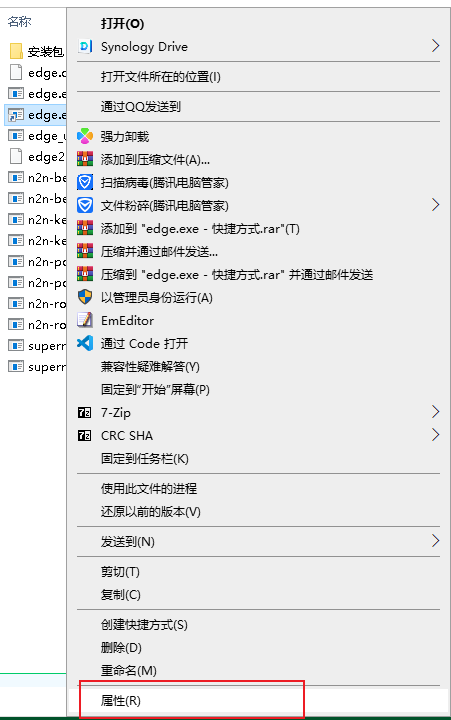 名称
安装包
edge.c
edge.e
edge.e
edge_u
edge2
n2n-be
n2n-be
n2n-ke
n2n-ke
n2n-po
n2n-po
n2n-ro
n2n-ro
supern
supern
打开(O)
Synology Drive
打开文件所在的位置(I)
通过QQ发送到
强力卸载
添加到压缩文件(A)...
扫描病毒(腾讯电脑管家)
文件粉碎(腾讯电脑管家)
添加到 "edge.exe - 快捷方式.rar"(T)
压缩并通过邮件发送...
压缩到 "edge.exe - 快捷方式.rar" 并通过邮件发送
以管理员身份运行(A)
EmEditor
通过 Code 打开
兼容性疑难解答(Y)
固定到"开始"屏幕(P)
7-Zip
CRC SHA
固定到任务栏(K)
使用此文件的进程
还原以前的版本(V)
发送到(N)
剪切(T)
复制(C)
创建快捷方式(S)
删除(D)
重命名(M)
属性(R)